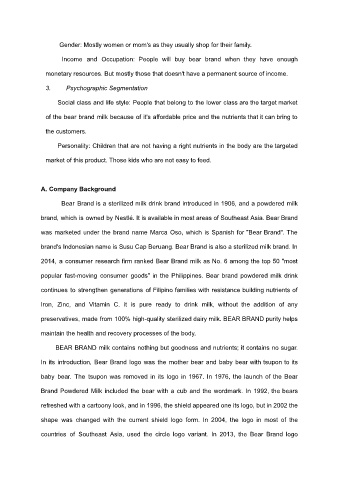 Gender: Mostly women or mom's as they usually shop for their family.
Income and Occupation: People will buy bear brand when they have enough
monetary resources. But mostly those that doesn't have a permanent source of income.
3. Psychographic Segmentation
Social class and life style: People that belong to the lower class are the target market
of the bear brand milk because of it's affordable price and the nutrients that it can bring to
the customers.
Personality: Children that are not having a right nutrients in the body are the targeted
market of this product. Those kids who are not easy to feed.
A. Company Background
Bear Brand is a sterilized milk drink brand introduced in 1906, and a powdered milk
brand, which is owned by Nestlé. It is available in most areas of Southeast Asia. Bear Brand
was marketed under the brand name Marca Oso, which is Spanish for "Bear Brand". The
brand's Indonesian name is Susu Cap Beruang. Bear Brand is also a sterilized milk brand. In
2014, a consumer research firm ranked Bear Brand milk as No. 6 among the top 50 "most
popular fast-moving consumer goods" in the Philippines. Bear brand powdered milk drink
continues to strengthen generations of Filipino families with resistance building nutrients of
Iron, Zinc, and Vitamin C. it is pure ready to drink milk, without the addition of any
preservatives, made from 100% high-quality sterilized dairy milk. BEAR BRAND purity helps
maintain the health and recovery processes of the body.
BEAR BRAND milk contains nothing but goodness and nutrients; it contains no sugar.
In its introduction, Bear Brand logo was the mother bear and baby bear with tsupon to its
baby bear. The tsupon was removed in its logo in 1967. In 1976, the launch of the Bear
Brand Powdered Milk included the bear with a cub and the wordmark. In 1992, the bears
refreshed with a cartoony look, and in 1996, the shield appeared one its logo, but in 2002 the
shape was changed with the current shield logo form. In 2004, the logo in most of the
countries of Southeast Asia, used the circle logo variant. In 2013, the Bear Brand logo